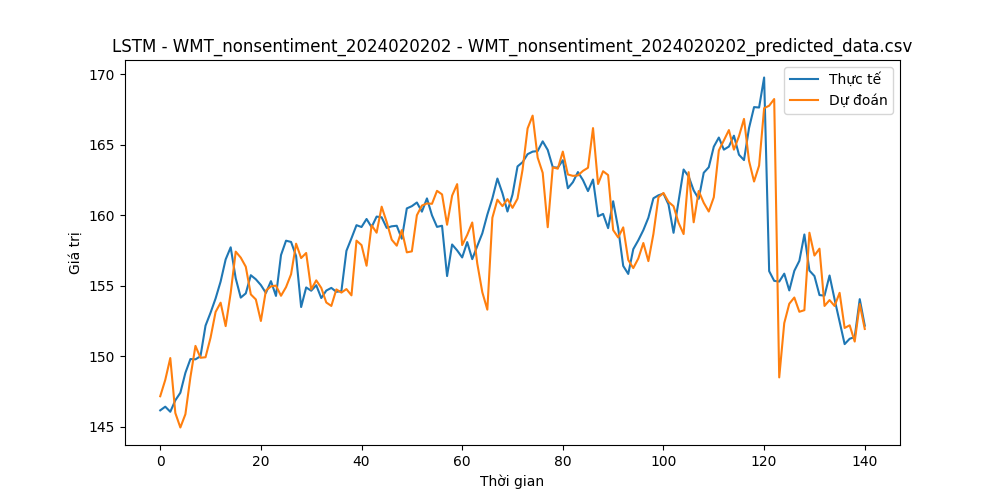 LSTM - WMT_nonsentiment_2024020202 - WMT_nonsentiment_2024020202_predicted_data.csv
Thực tế
Dự đoán
170
165
160
155
150
145
Giá trị
0 20 40 60 80 100 120 140
Thời gian